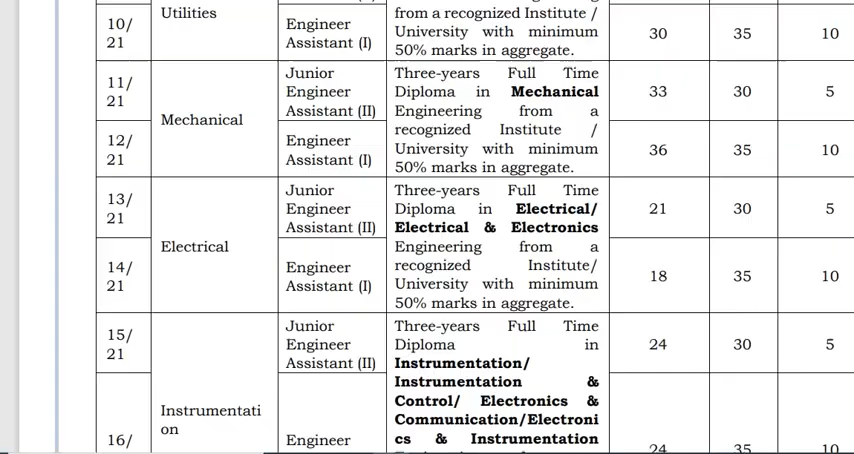 Utilities
from a recognized Institute /
10/
21
Engineer
Assistant (I)
University with minimum
50% marks in aggregate.
30
35
10
11/
21
Mechanical
Junior
Engineer
Assistant (II)
Three-years Full Time
Diploma in Mechanical
Engineering from a
recognized Institute /
University with minimum
50% marks in aggregate.
33
30
5
12/
21
Engineer
Assistant (I)
36
35
10
13/
21
Electrical
Junior
Engineer
Assistant (II)
Three-years Full Time
Diploma in Electrical/
Electrical & Electronics
Engineering from a
recognized Institute/
University with minimum
50% marks in aggregate.
21
30
5
14/
21
Engineer
Assistant (I)
18
35
10
15/
21
Instrumentati
on
Junior
Engineer
Assistant (II)
Three-years Full Time
Diploma in
Instrumentation/
Instrumentation &
Control/ Electronics &
Communication/Electroni
cs & Instrumentation
24
30
5
16/
Engineer
24
35
10